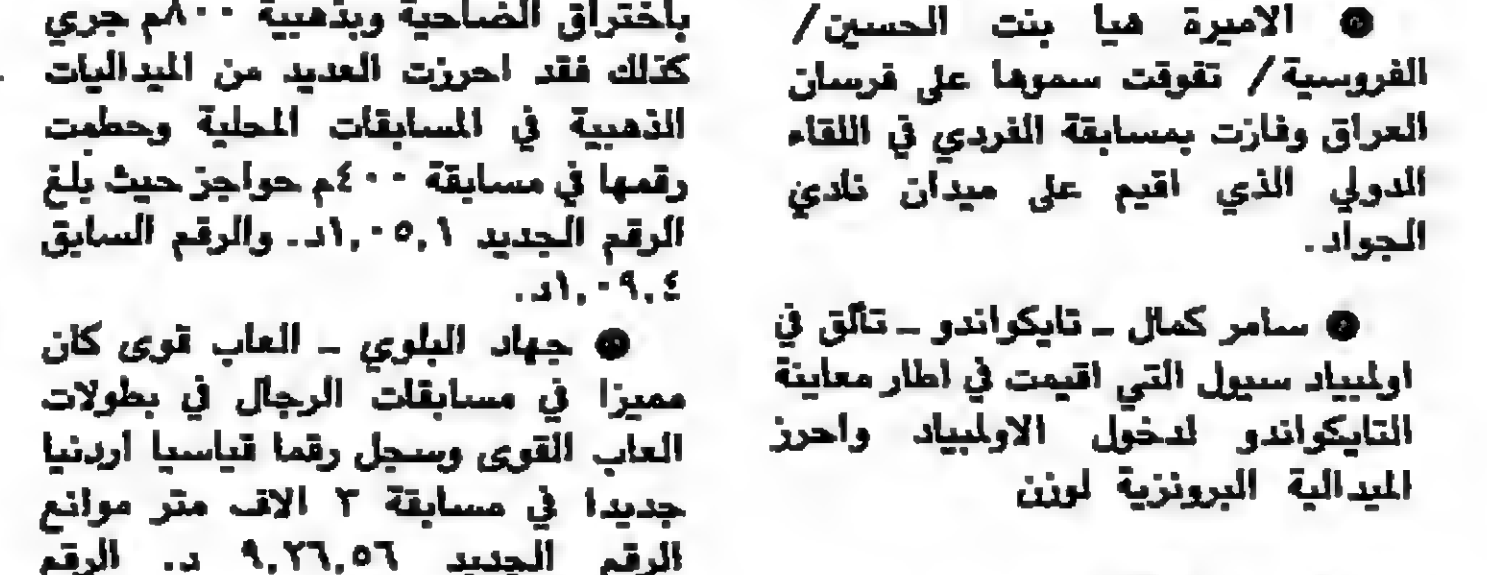 ● الاميرة هيا بنت الحسين/
الفروسية/ تفوقت سموها على فرسان
العراق وفازت بمسابقة الفردي في اللقاء
الدولي الذي اقيم على ميدان نادي
الجواد.
● سامر كمال ـ تايكواندو ـ تألق في
اولمبياد سيول التي اقيمت في اطار معاينة
التايكواندو لدخول الاولمبياد واحرز
الميدالية البرونزية لوزن
باختراق الضاحية وبذهبية ٨٠٠م جري
كذلك فقد احرزت العديد من الميداليات
الذهبية في المسابقات المحلية وحطمت
رقمها في مسابقة ٤٠٠م حواجز حيث بلغ
الرقم الجديد ١,٠٥,١د. والرقم السابق
١,٠٩,٤د.
● جهاد البلوي ـ العاب قوى كان
مميزا في مسابقات الرجال في بطولات
العاب القوى وسجل رقما قياسيا اردنيا
جديدا في مسابقة ٣ الاف متر موانع
الرقم الجديد ٩,٢٦,٥٦ د. الرقم